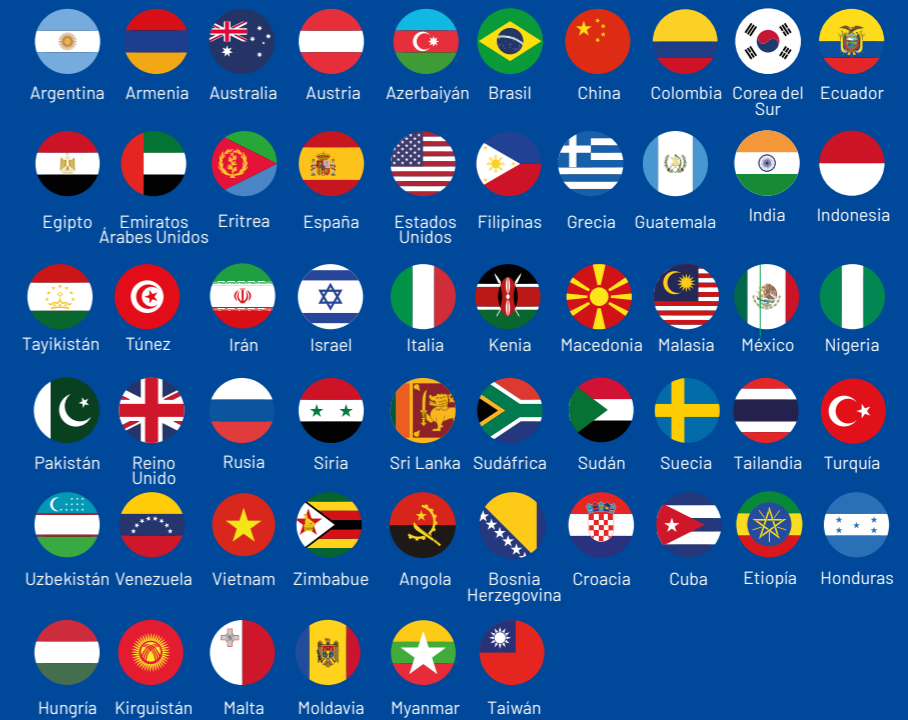 Argentina Armenia Australia Austria Azerbaiyán Brasil China Colombia Corea del Ecuador
Sur
Egipto Emiratos Eritrea España Estados Filipinas Grecia Guatemala India Indonesia
Árabes Unidos Unidos
Tayikistán Túnez Irán Israel Italia Kenia Macedonia Malasia México Nigeria
Pakistán Reino Rusia Siria Sri Lanka Sudáfrica Sudán Suecia Tailandia Turquía
Unido
Uzbekistán Venezuela Vietnam Zimbabue Angola Bosnia Croacia Cuba Etiopía Honduras
Herzegovina
Hungría Kirguistán Malta Moldavia Myanmar Taiwán